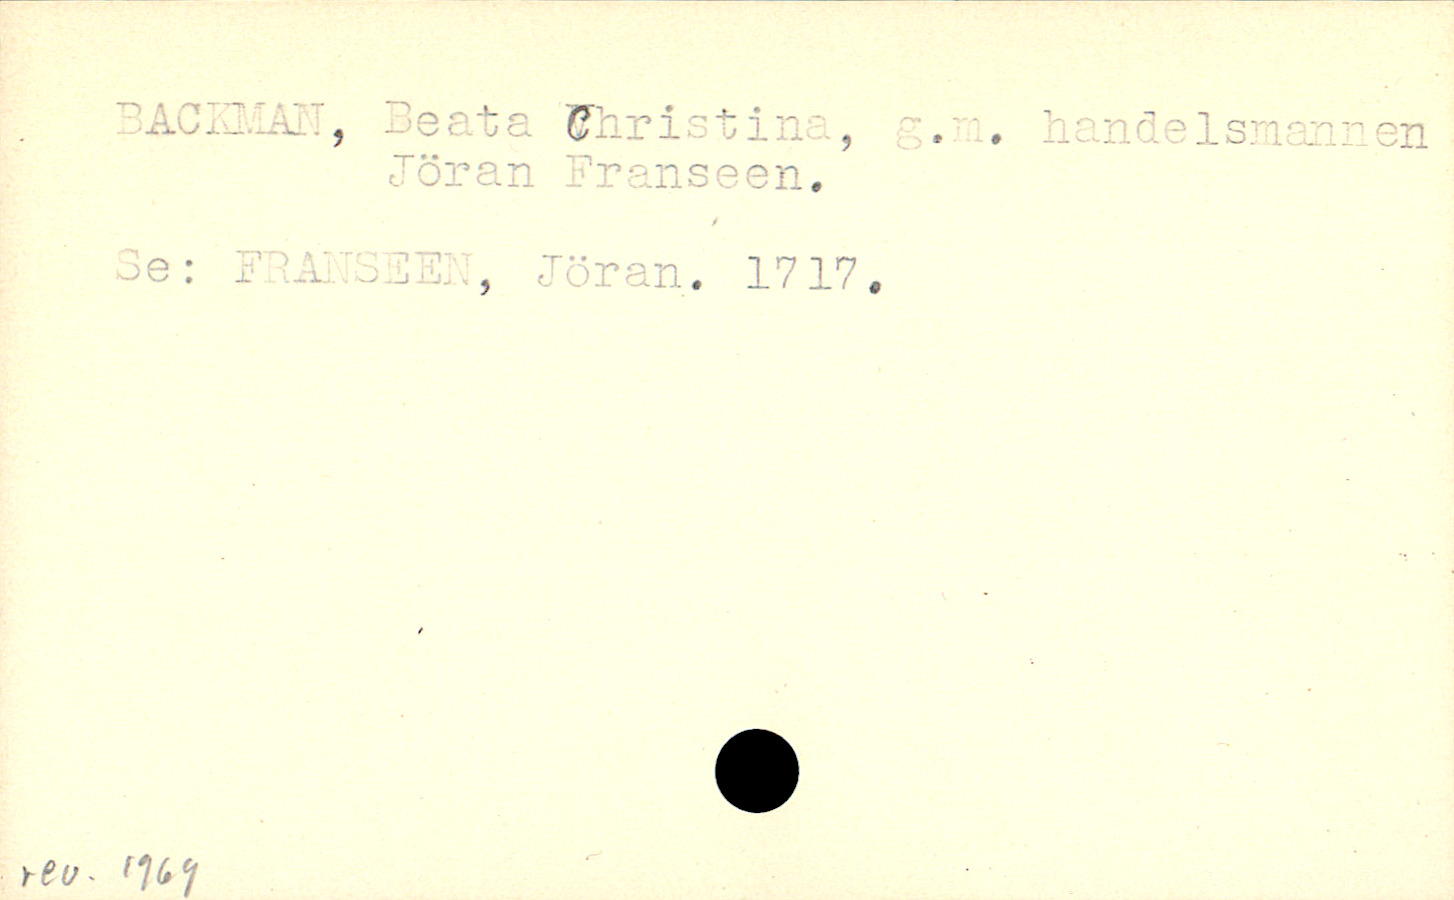 BACKMAN, Beata Christina, g.m. handelsmannen
Jöran Franseen.
Se: FRANSEEN, Jöran. 1717.
rev. 1969